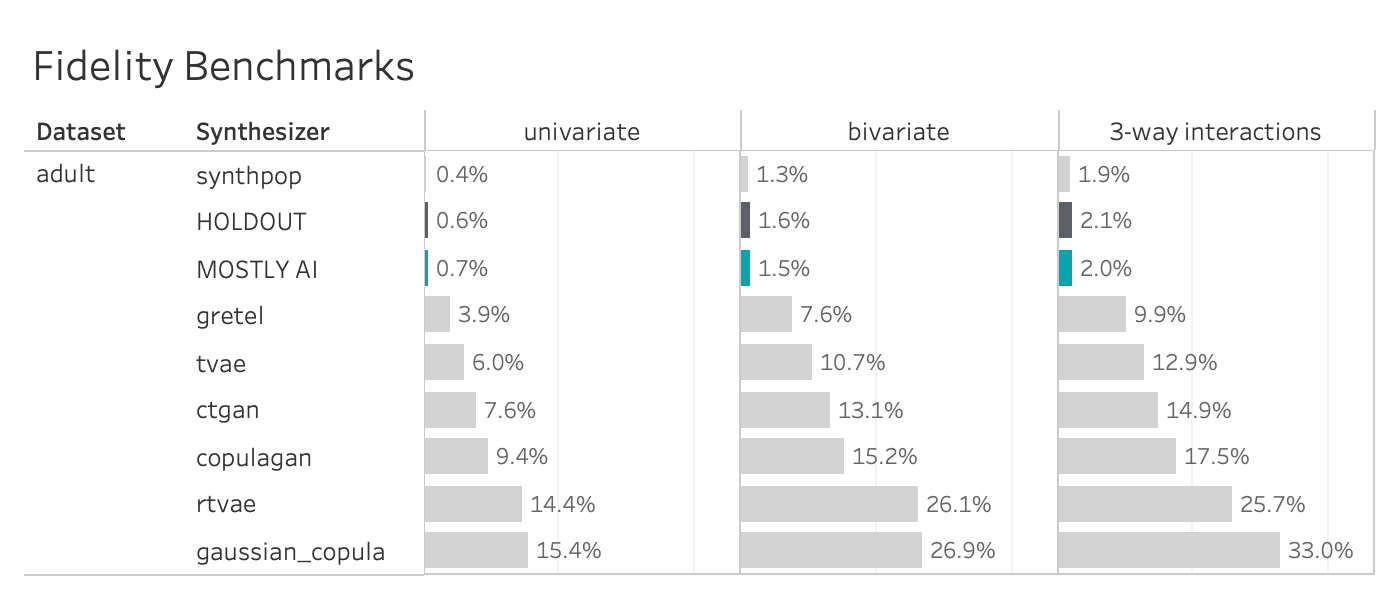 Fidelity Benchmarks
Dataset Synthesizer univariate bivariate 3-way interactions
adult synthpop 0.4% 1.3% 1.9%
HOLDOUT 0.6% 1.6% 2.1%
MOSTLY AI 0.7% 1.5% 2.0%
gretel 3.9% 7.6% 9.9%
tvae 6.0% 10.7% 12.9%
ctgan 7.6% 13.1% 14.9%
copulagan 9.4% 15.2% 17.5%
rtvae 14.4% 26.1% 25.7%
gaussian_copula 15.4% 26.9% 33.0%